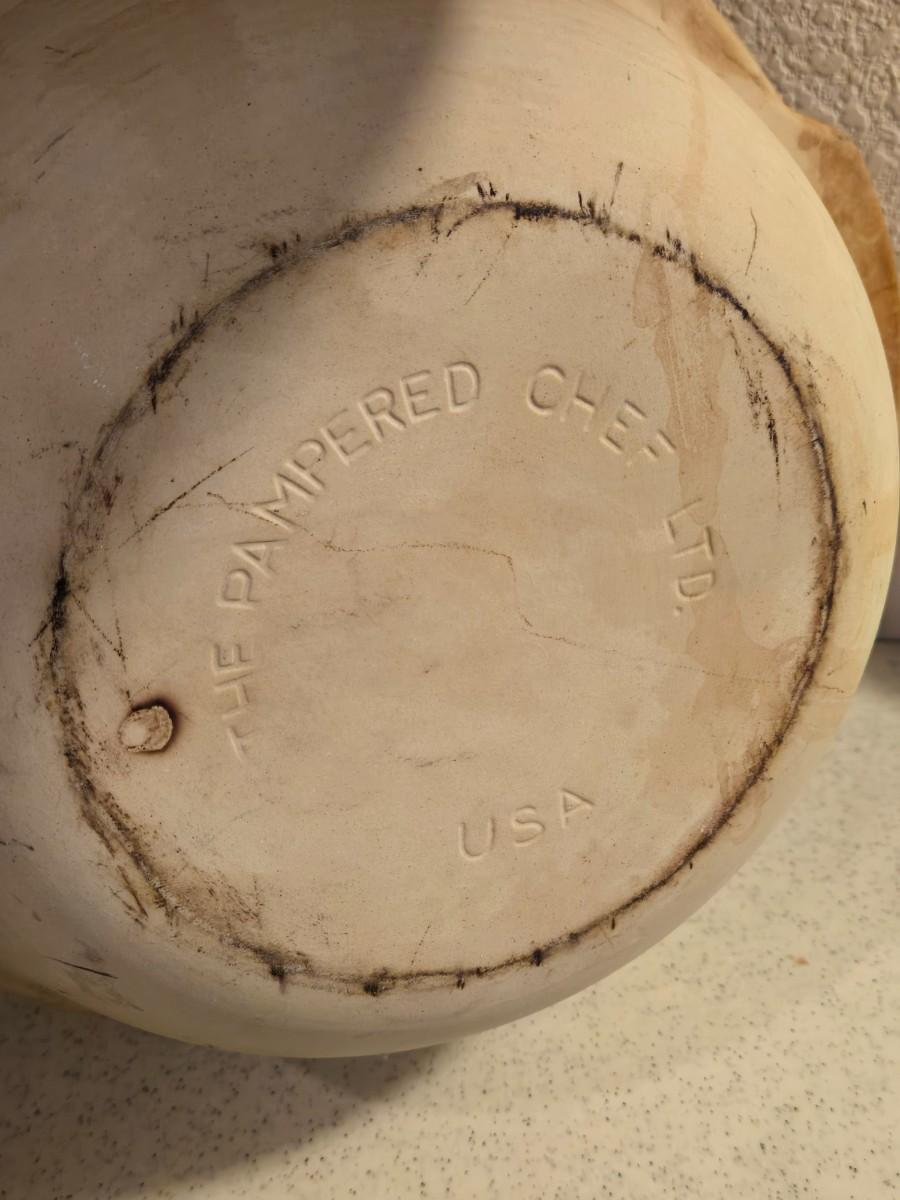 THE PAMPERED CHEF LTD.
USA